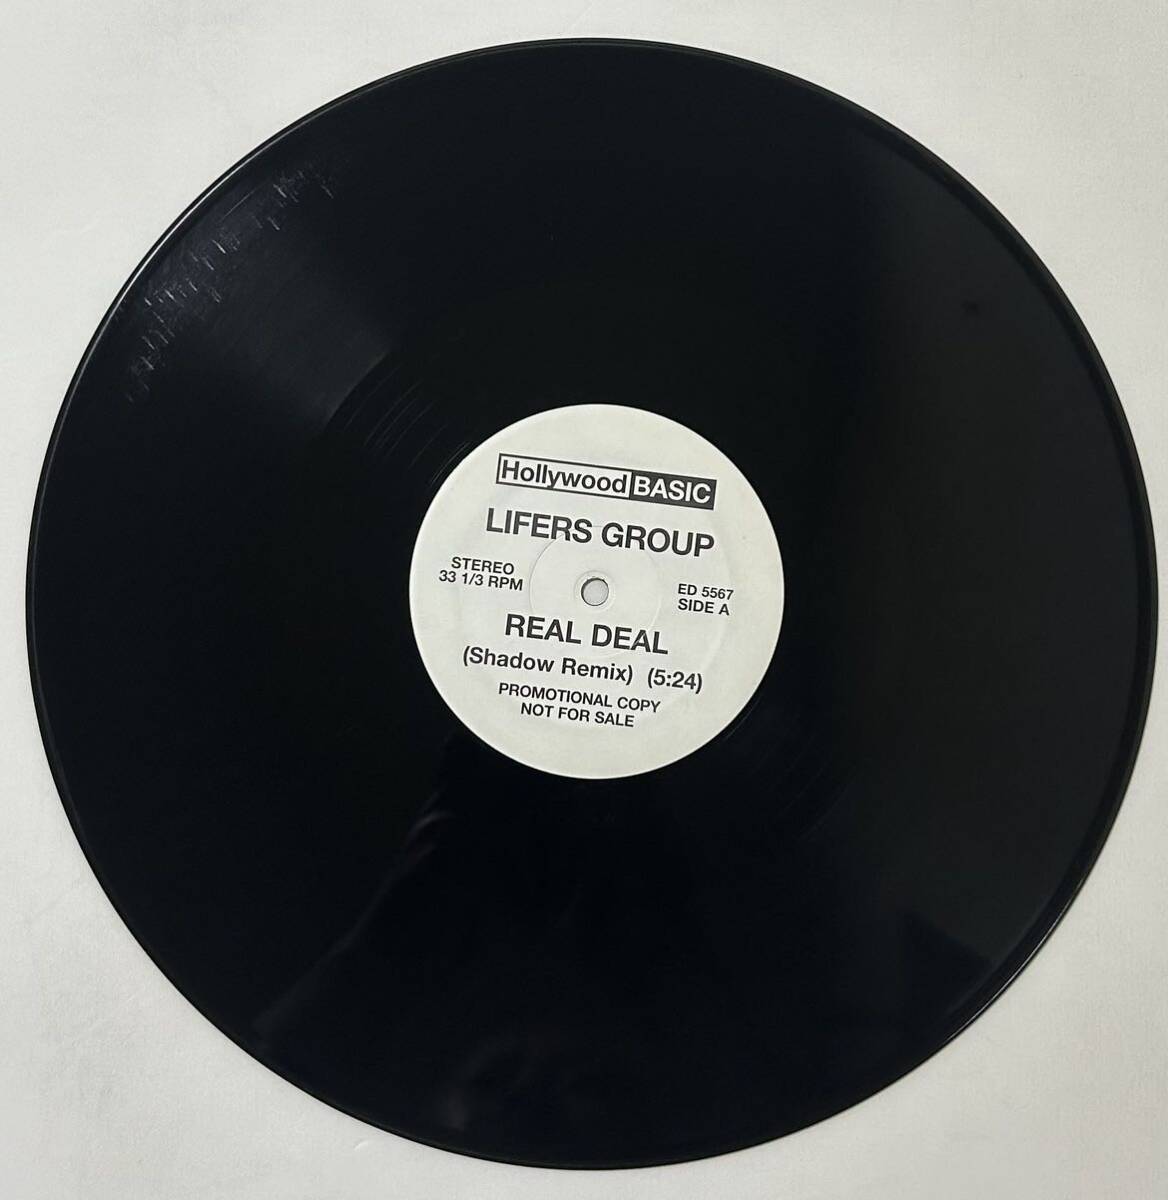 Hollywood BASIC
LIFERS GROUP
STEREO
33 1/3 RPM
ED 5567
SIDE A
REAL DEAL
(Shadow Remix) (5:24)
PROMOTIONAL COPY
NOT FOR SALE